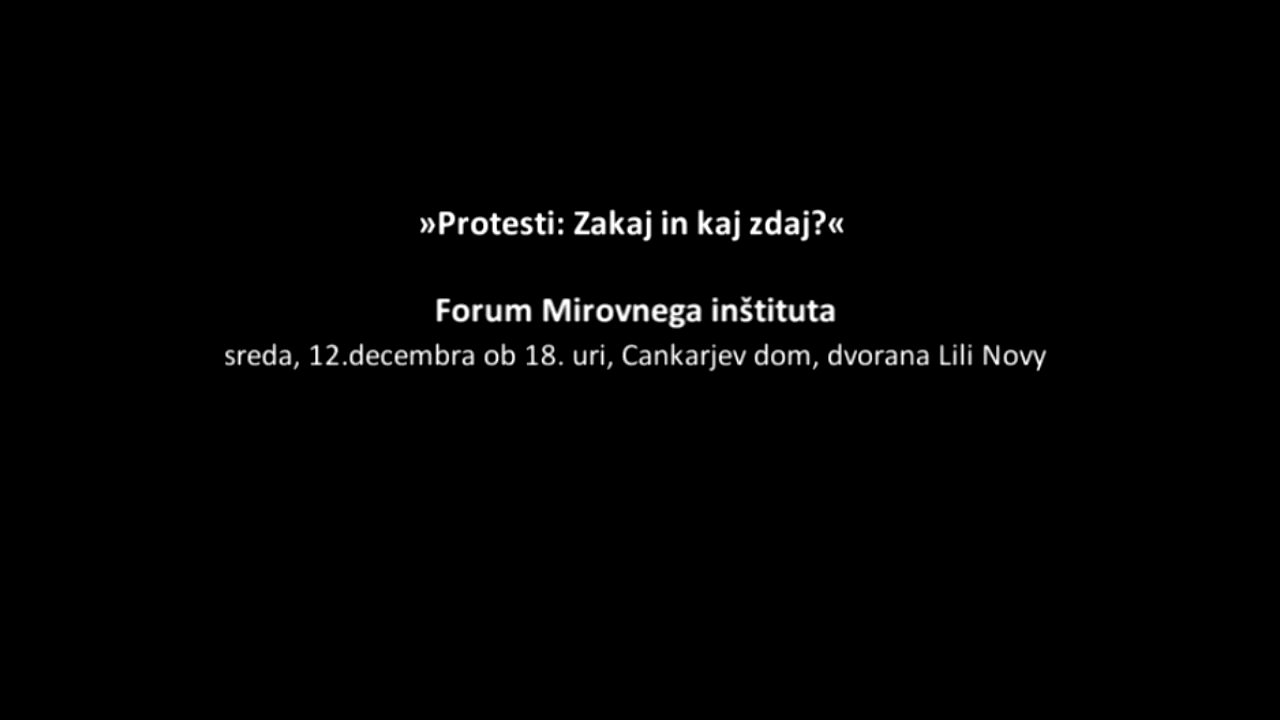 »Protesti: Zakaj in kaj zdaj?«
Forum Mirovnega inštituta
sreda, 12.decembra ob 18. uri, Cankarjev dom, dvorana Lili Novy